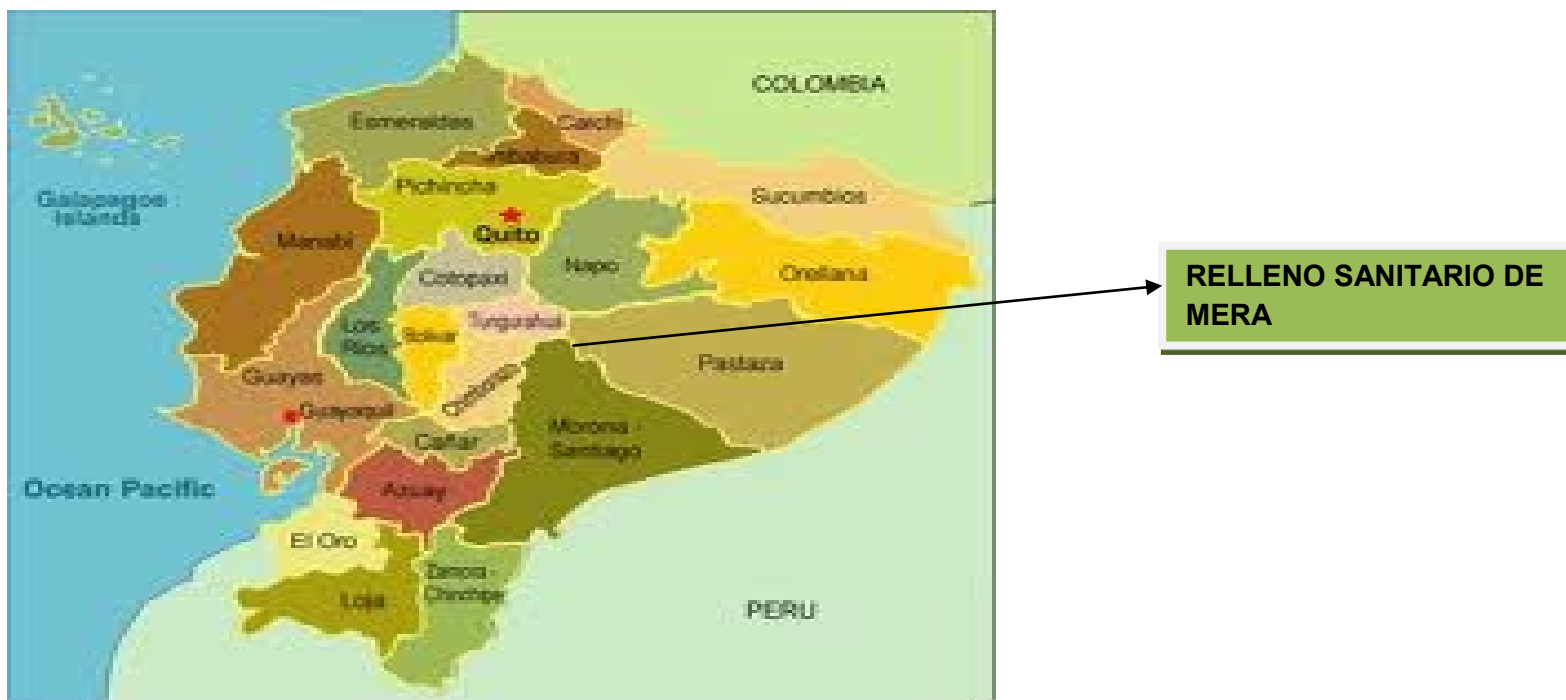 COLOMBIA
Esmeraldas
Carchi
Imbabura
Galapagos
Islands
Pichincha
Sucumbios
Quito
Manabi
Napo
Orellana
Cotopaxi
RELLENO SANITARIO DE
MERA
Los
Rios
Bolivar
Tungurahua
Pastaza
Guayas
Chimborazo
Guayaquil
Cañar
Morona -
Santiago
Ocean Pacific
Azuay
El Oro
Zamora -
Chinchipe
Loja
PERU